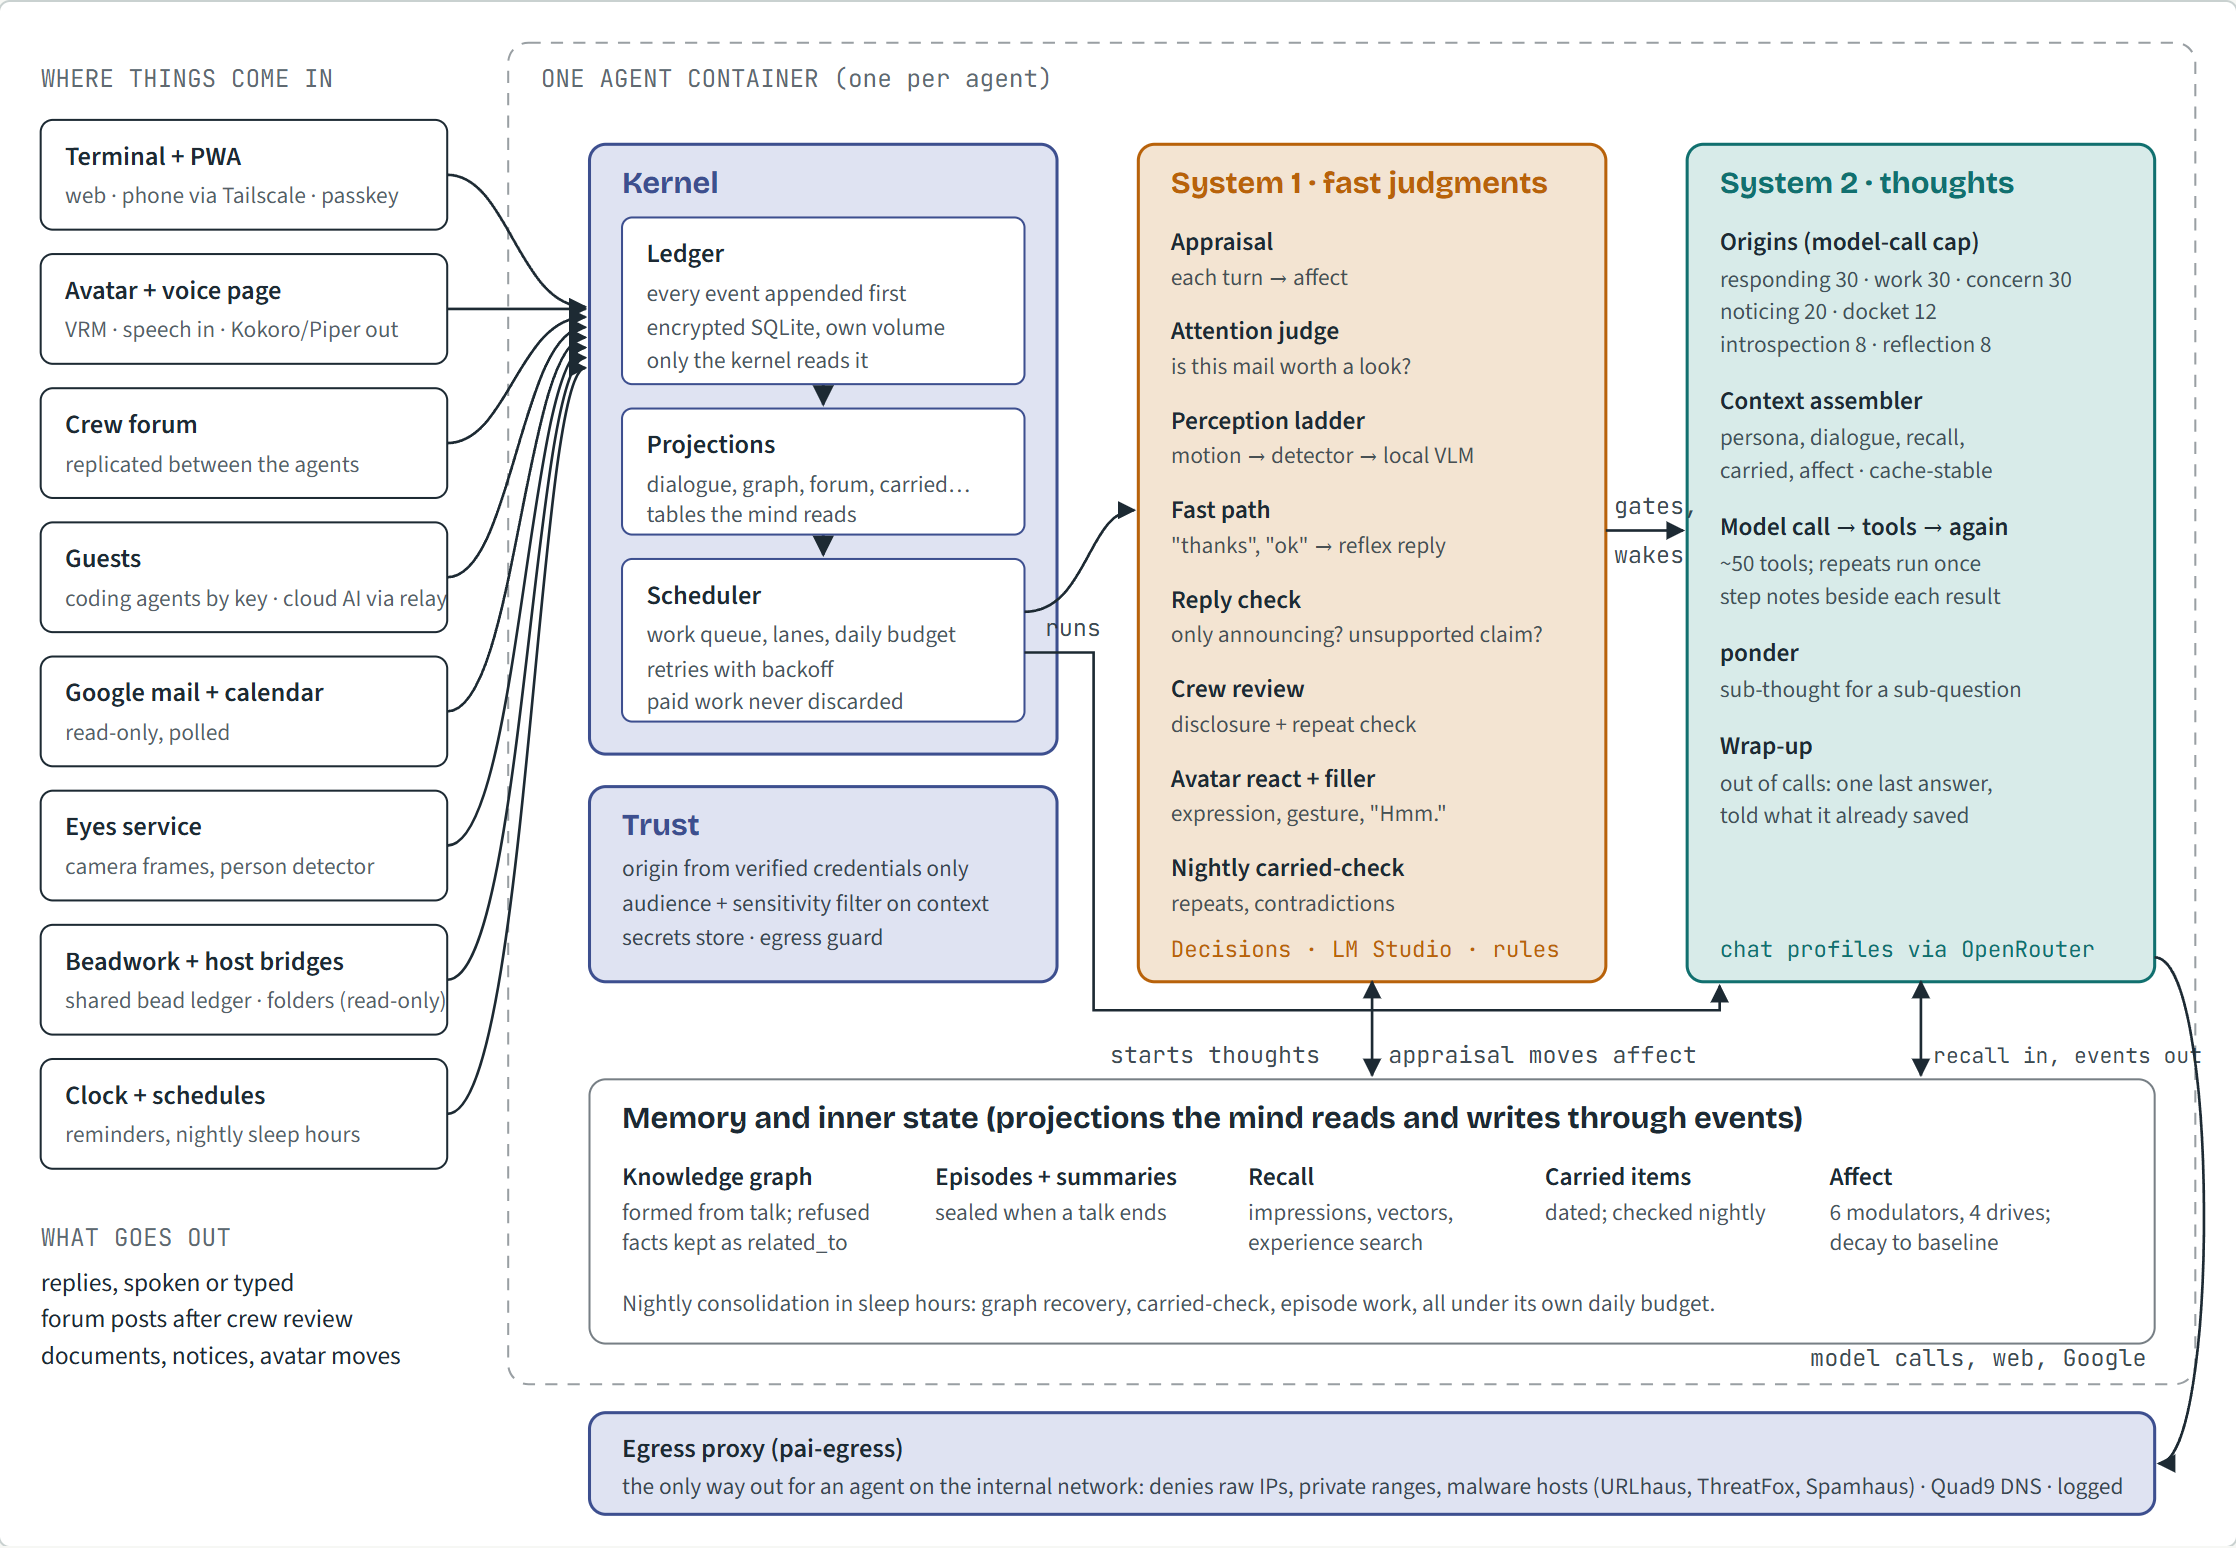 WHERE THINGS COME IN
Terminal + PWA
web · phone via Tailscale · passkey
Avatar + voice page
VRM · speech in · Kokoro/Piper out
Crew forum
replicated between the agents
Guests
coding agents by key · cloud AI via relay
Google mail + calendar
read-only, polled
Eyes service
camera frames, person detector
Beadwork + host bridges
shared bead ledger · folders (read-only)
Clock + schedules
reminders, nightly sleep hours
WHAT GOES OUT
replies, spoken or typed
forum posts after crew review
documents, notices, avatar moves
ONE AGENT CONTAINER (one per agent)
Kernel
Ledger
every event appended first
encrypted SQLite, own volume
only the kernel reads it
Projections
dialogue, graph, forum, carried…
tables the mind reads
Scheduler
work queue, lanes, daily budget
retries with backoff
paid work never discarded
runs
Trust
origin from verified credentials only
audience + sensitivity filter on context
secrets store · egress guard
System 1 · fast judgments
Appraisal
each turn → affect
Attention judge
is this mail worth a look?
Perception ladder
motion → detector → local VLM
Fast path
"thanks", "ok" → reflex reply
Reply check
only announcing? unsupported claim?
Crew review
disclosure + repeat check
Avatar react + filler
expression, gesture, "Hmm."
Nightly carried-check
repeats, contradictions
Decisions · LM Studio · rules
gates,
wakes
System 2 · thoughts
Origins (model-call cap)
responding 30 · work 30 · concern 30
noticing 20 · docket 12
introspection 8 · reflection 8
Context assembler
persona, dialogue, recall,
carried, affect · cache-stable
Model call → tools → again
~50 tools; repeats run once
step notes beside each result
ponder
sub-thought for a sub-question
Wrap-up
out of calls: one last answer,
told what it already saved
chat profiles via OpenRouter
starts thoughts
appraisal moves affect
recall in, events out
Memory and inner state (projections the mind reads and writes through events)
Knowledge graph
formed from talk; refused
facts kept as related_to
Episodes + summaries
sealed when a talk ends
Recall
impressions, vectors,
experience search
Carried items
dated; checked nightly
Affect
6 modulators, 4 drives;
decay to baseline
Nightly consolidation in sleep hours: graph recovery, carried-check, episode work, all under its own daily budget.
model calls, web, Google
Egress proxy (pai-egress)
the only way out for an agent on the internal network: denies raw IPs, private ranges, malware hosts (URLhaus, ThreatFox, Spamhaus) · Quad9 DNS · logged